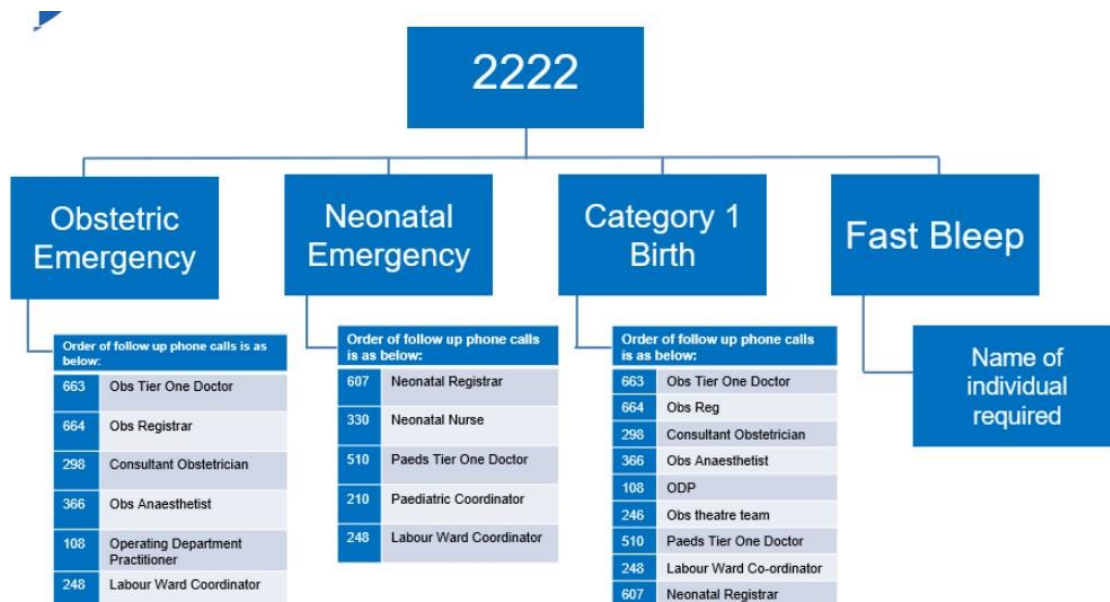 2222
Obstetric
Emergency
Neonatal
Emergency
Category 1
Birth
Fast Bleep
Order of follow up phone calls is as
below:
663 Obs Tier One Doctor
664 Obs Registrar
298 Consultant Obstetrician
366 Obs Anaesthetist
108 Operating Department
Practitioner
248 Labour Ward Coordinator
Order of follow up phone calls
is as below:
607 Neonatal Registrar
330 Neonatal Nurse
510 Paeds Tier One Doctor
210 Paediatric Coordinator
248 Labour Ward Coordinator
Order of follow up phone calls
is as below:
663 Obs Tier One Doctor
664 Obs Reg
298 Consultant Obstetrician
366 Obs Anaesthetist
108 ODP
246 Obs theatre team
510 Paeds Tier One Doctor
248 Labour Ward Co-ordinator
607 Neonatal Registrar
Name of
individual
required